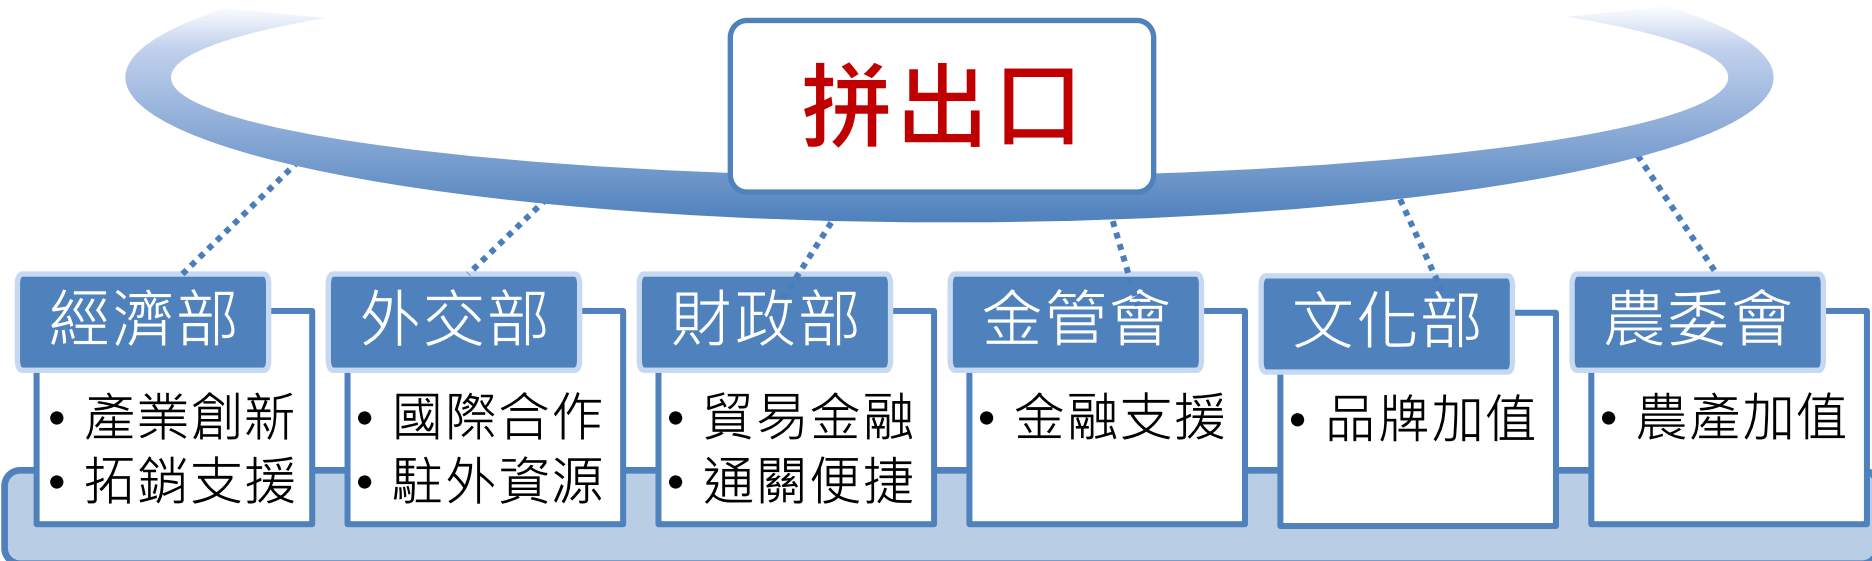 拼出口
經濟部
• 產業創新
• 拓銷支援
外交部
• 國際合作
• 駐外資源
財政部
• 貿易金融
• 通關便捷
金管會
• 金融支援
文化部
• 品牌加值
農委會
• 農產加值